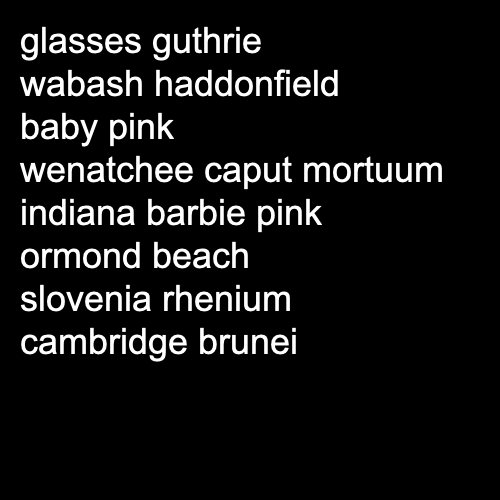 glasses guthrie
wabash haddonfield
baby pink
wenatchee caput mortuum
indiana barbie pink
ormond beach
slovenia rhenium
cambridge brunei